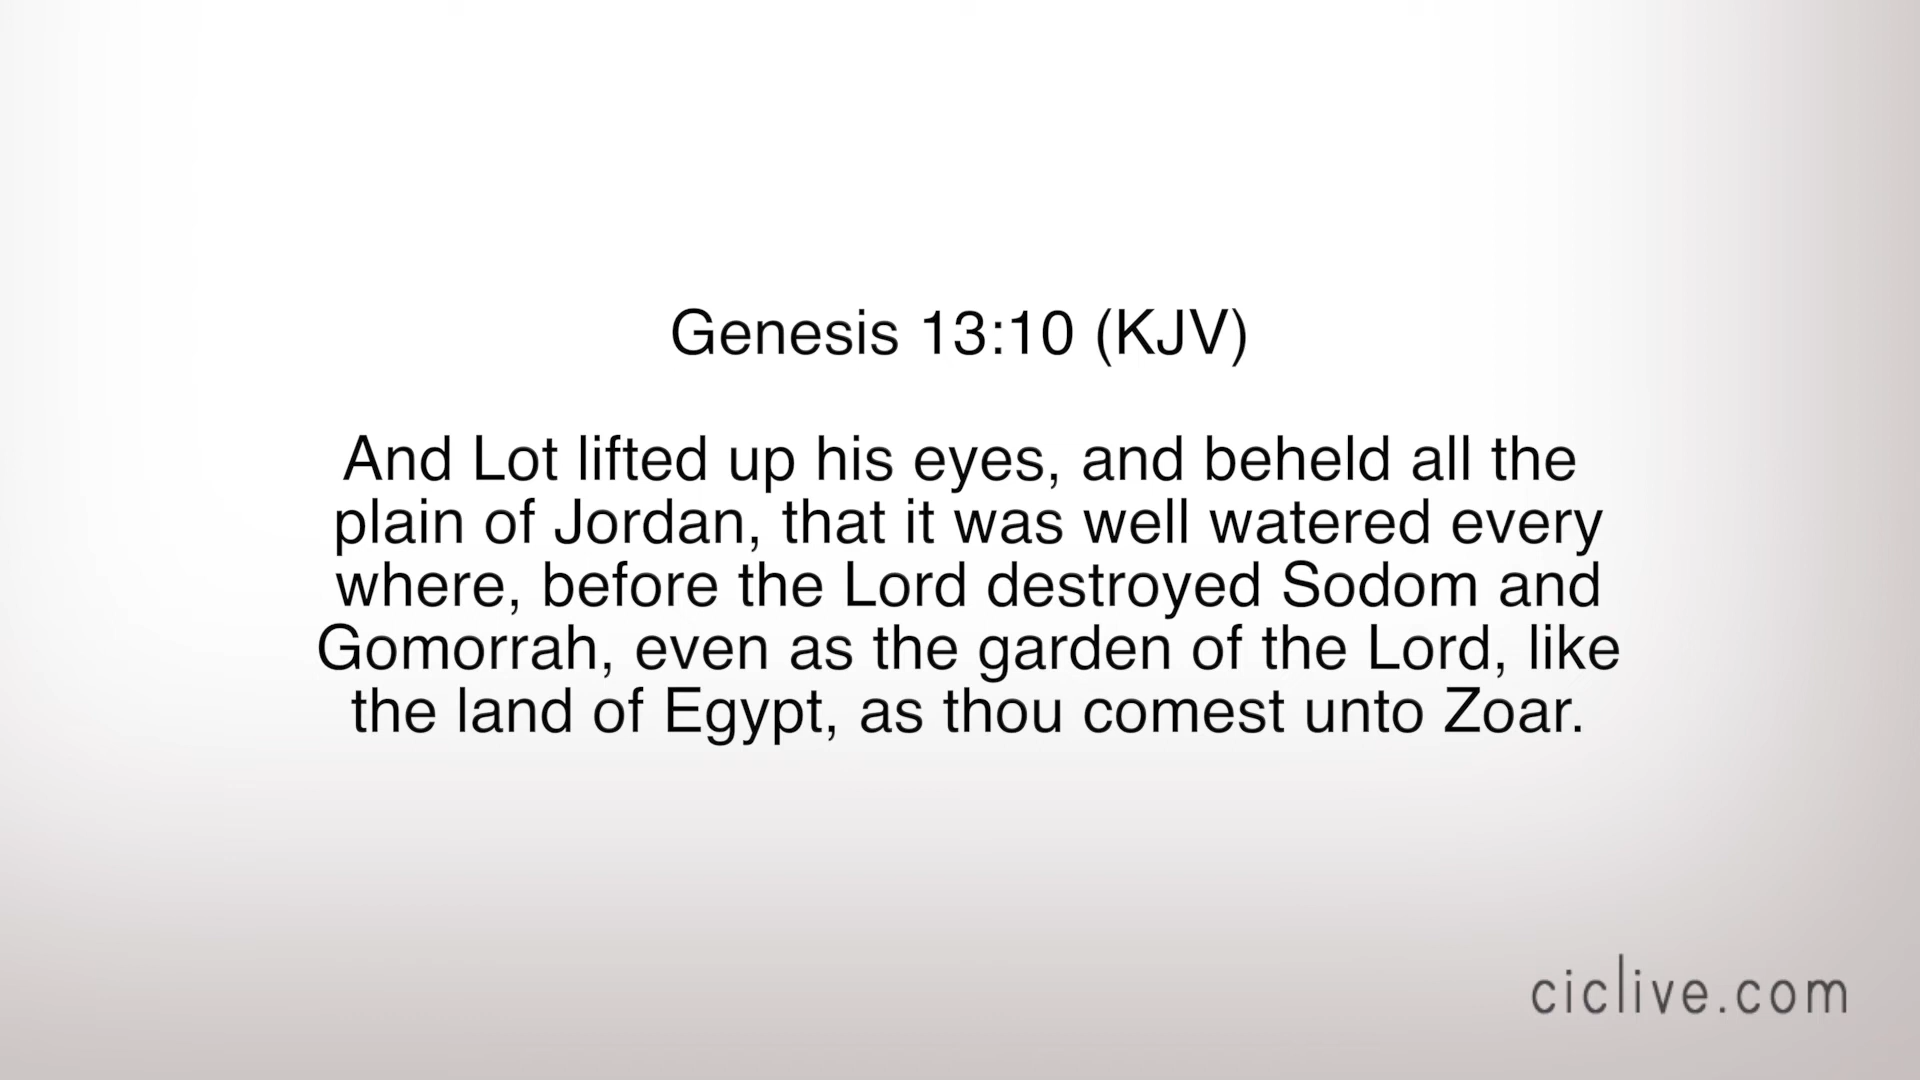 Genesis 13:10 (KJV)
And Lot lifted up his eyes, and beheld all the
plain of Jordan, that it was well watered every
where, before the Lord destroyed Sodom and
Gomorrah, even as the garden of the Lord, like
the land of Egypt, as thou comest unto Zoar.
ciclive.com